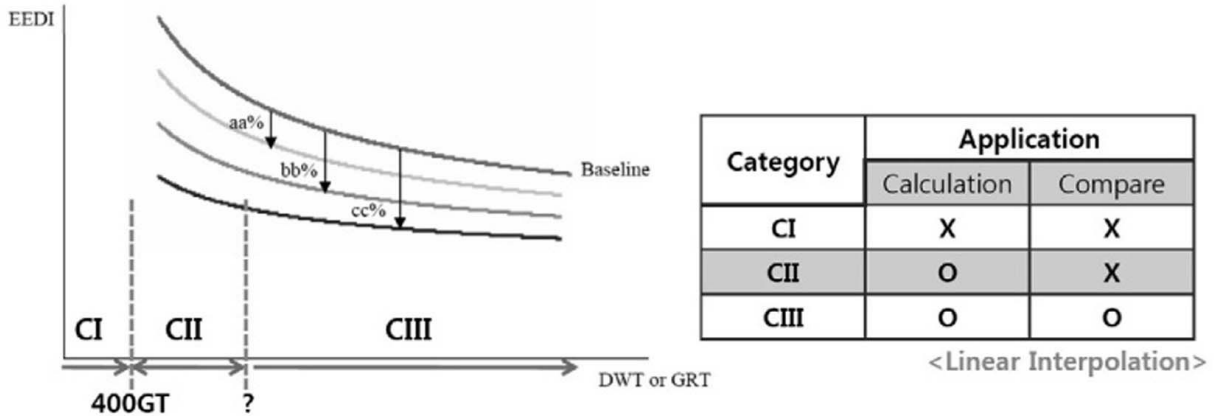 EEDI
aa%
bb%
cc%
Baseline
CI CII CIII
400GT ?
DWT or GRT
Category Application
Calculation Compare
CI X X
CII O X
CIII O O
<Linear Interpolation>